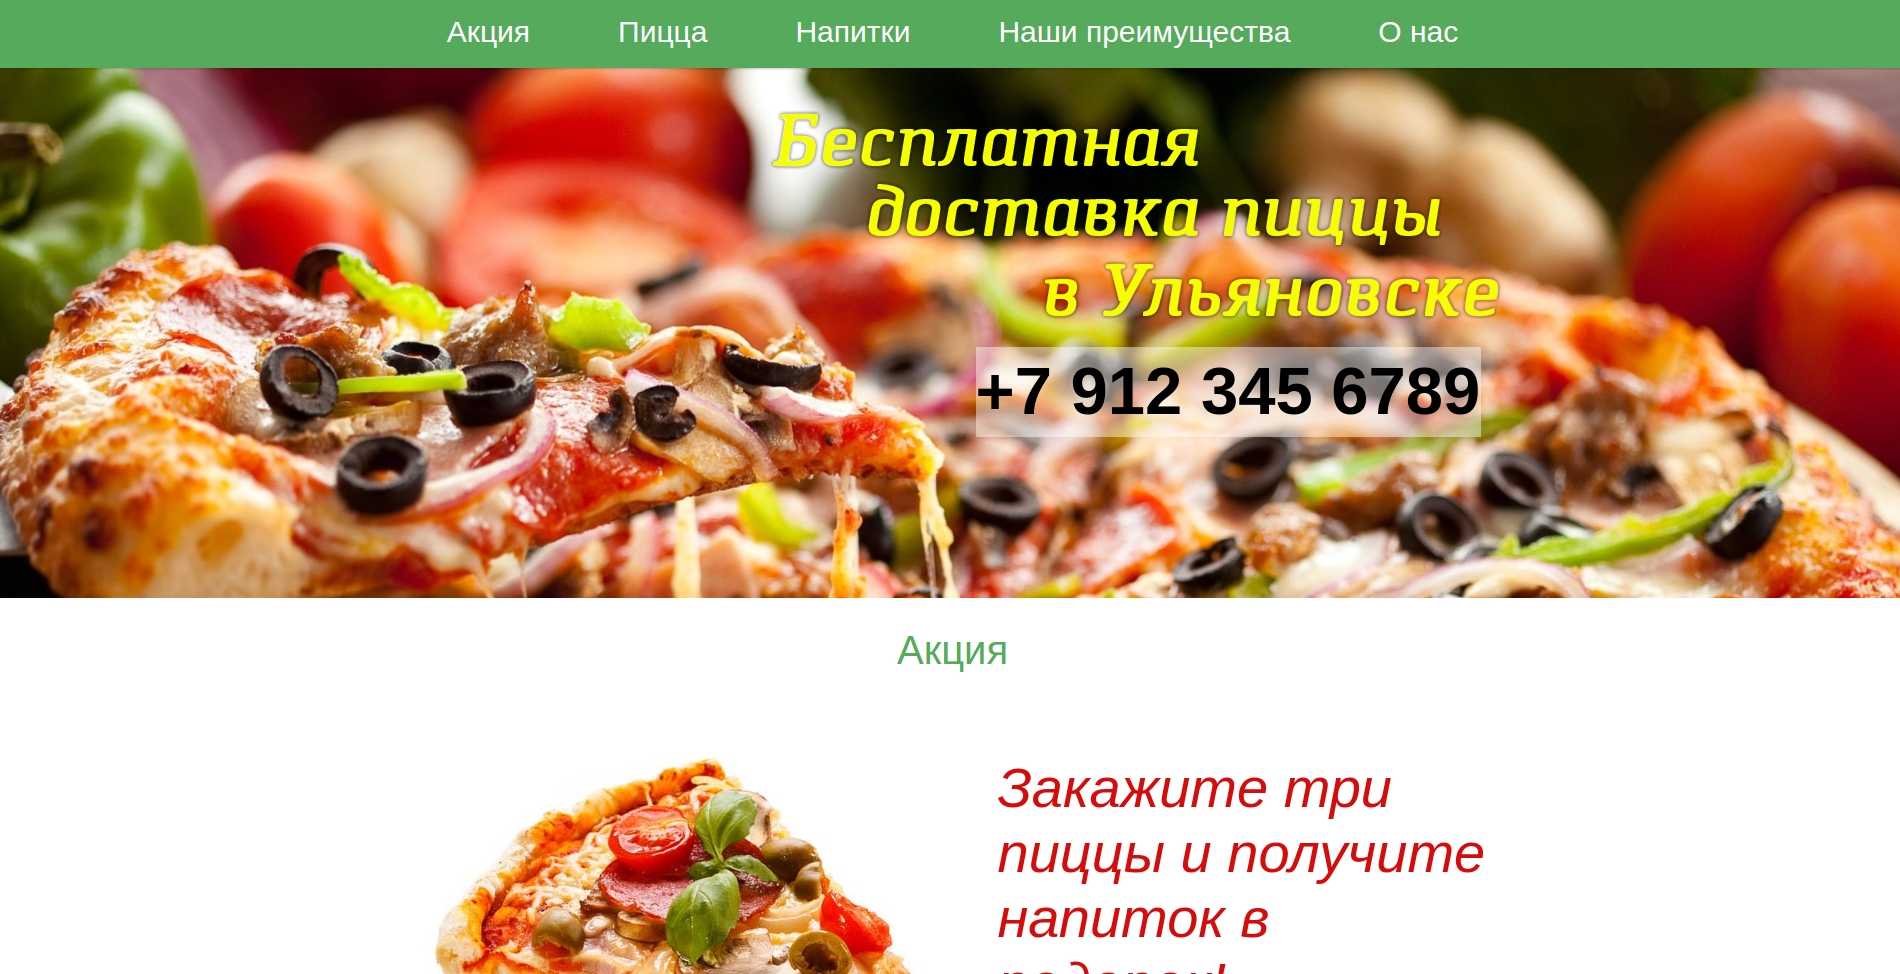 Акция Пицца Напитки Наши преимущества О нас
Бесплатная
доставка пиццы
в Ульяновске
+7 912 345 6789
Акция
Закажите три
пиццы и получите
напиток в
подарок!